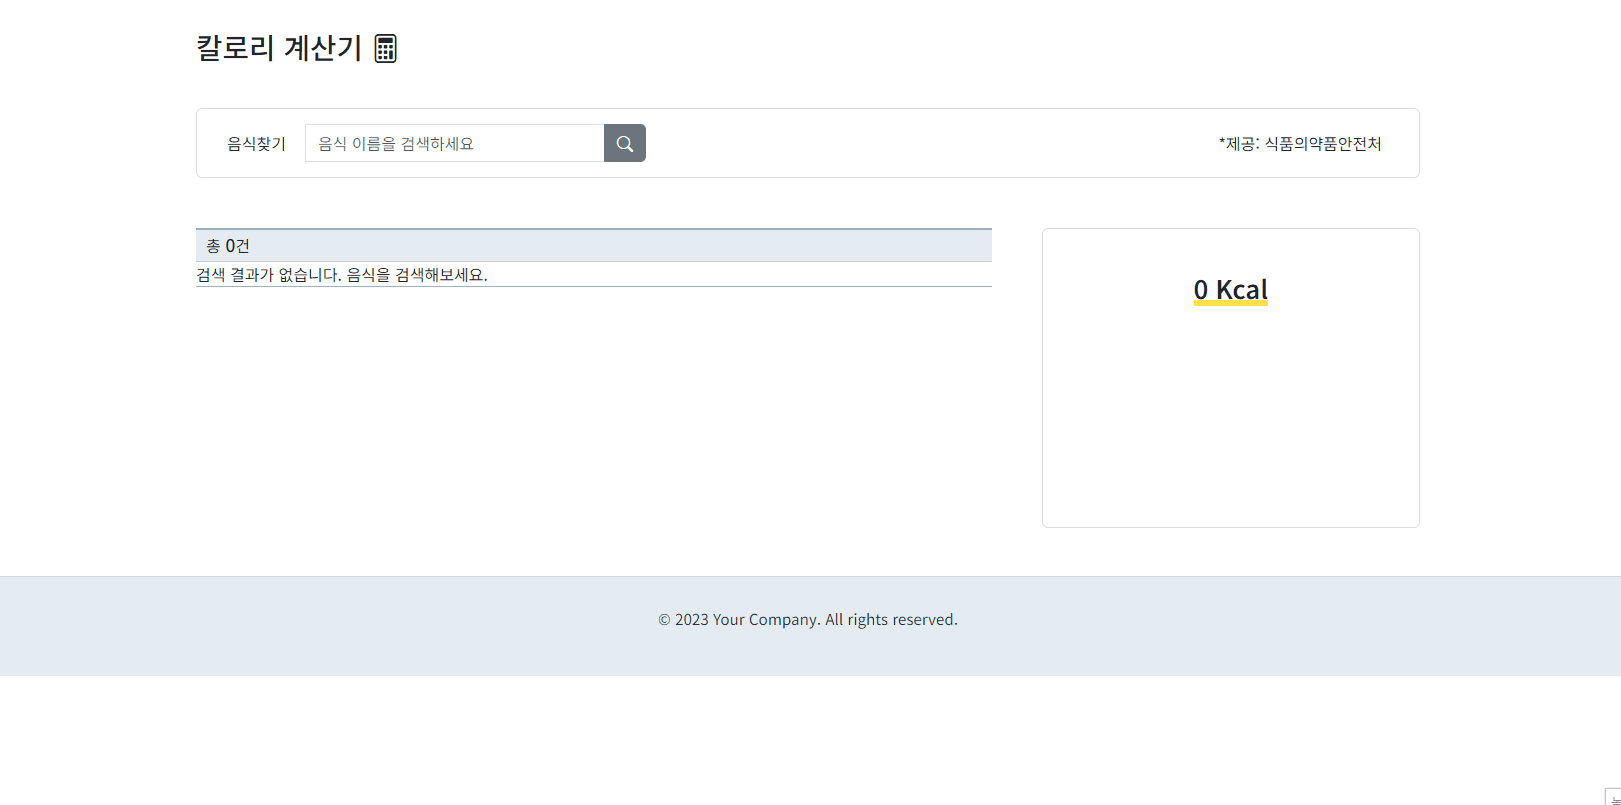 칼로리 계산기
음식찾기
음식 이름을 검색하세요
*제공: 식품의약품안전처
총 0건
검색 결과가 없습니다. 음식을 검색해보세요.
0 Kcal
© 2023 Your Company. All rights reserved.